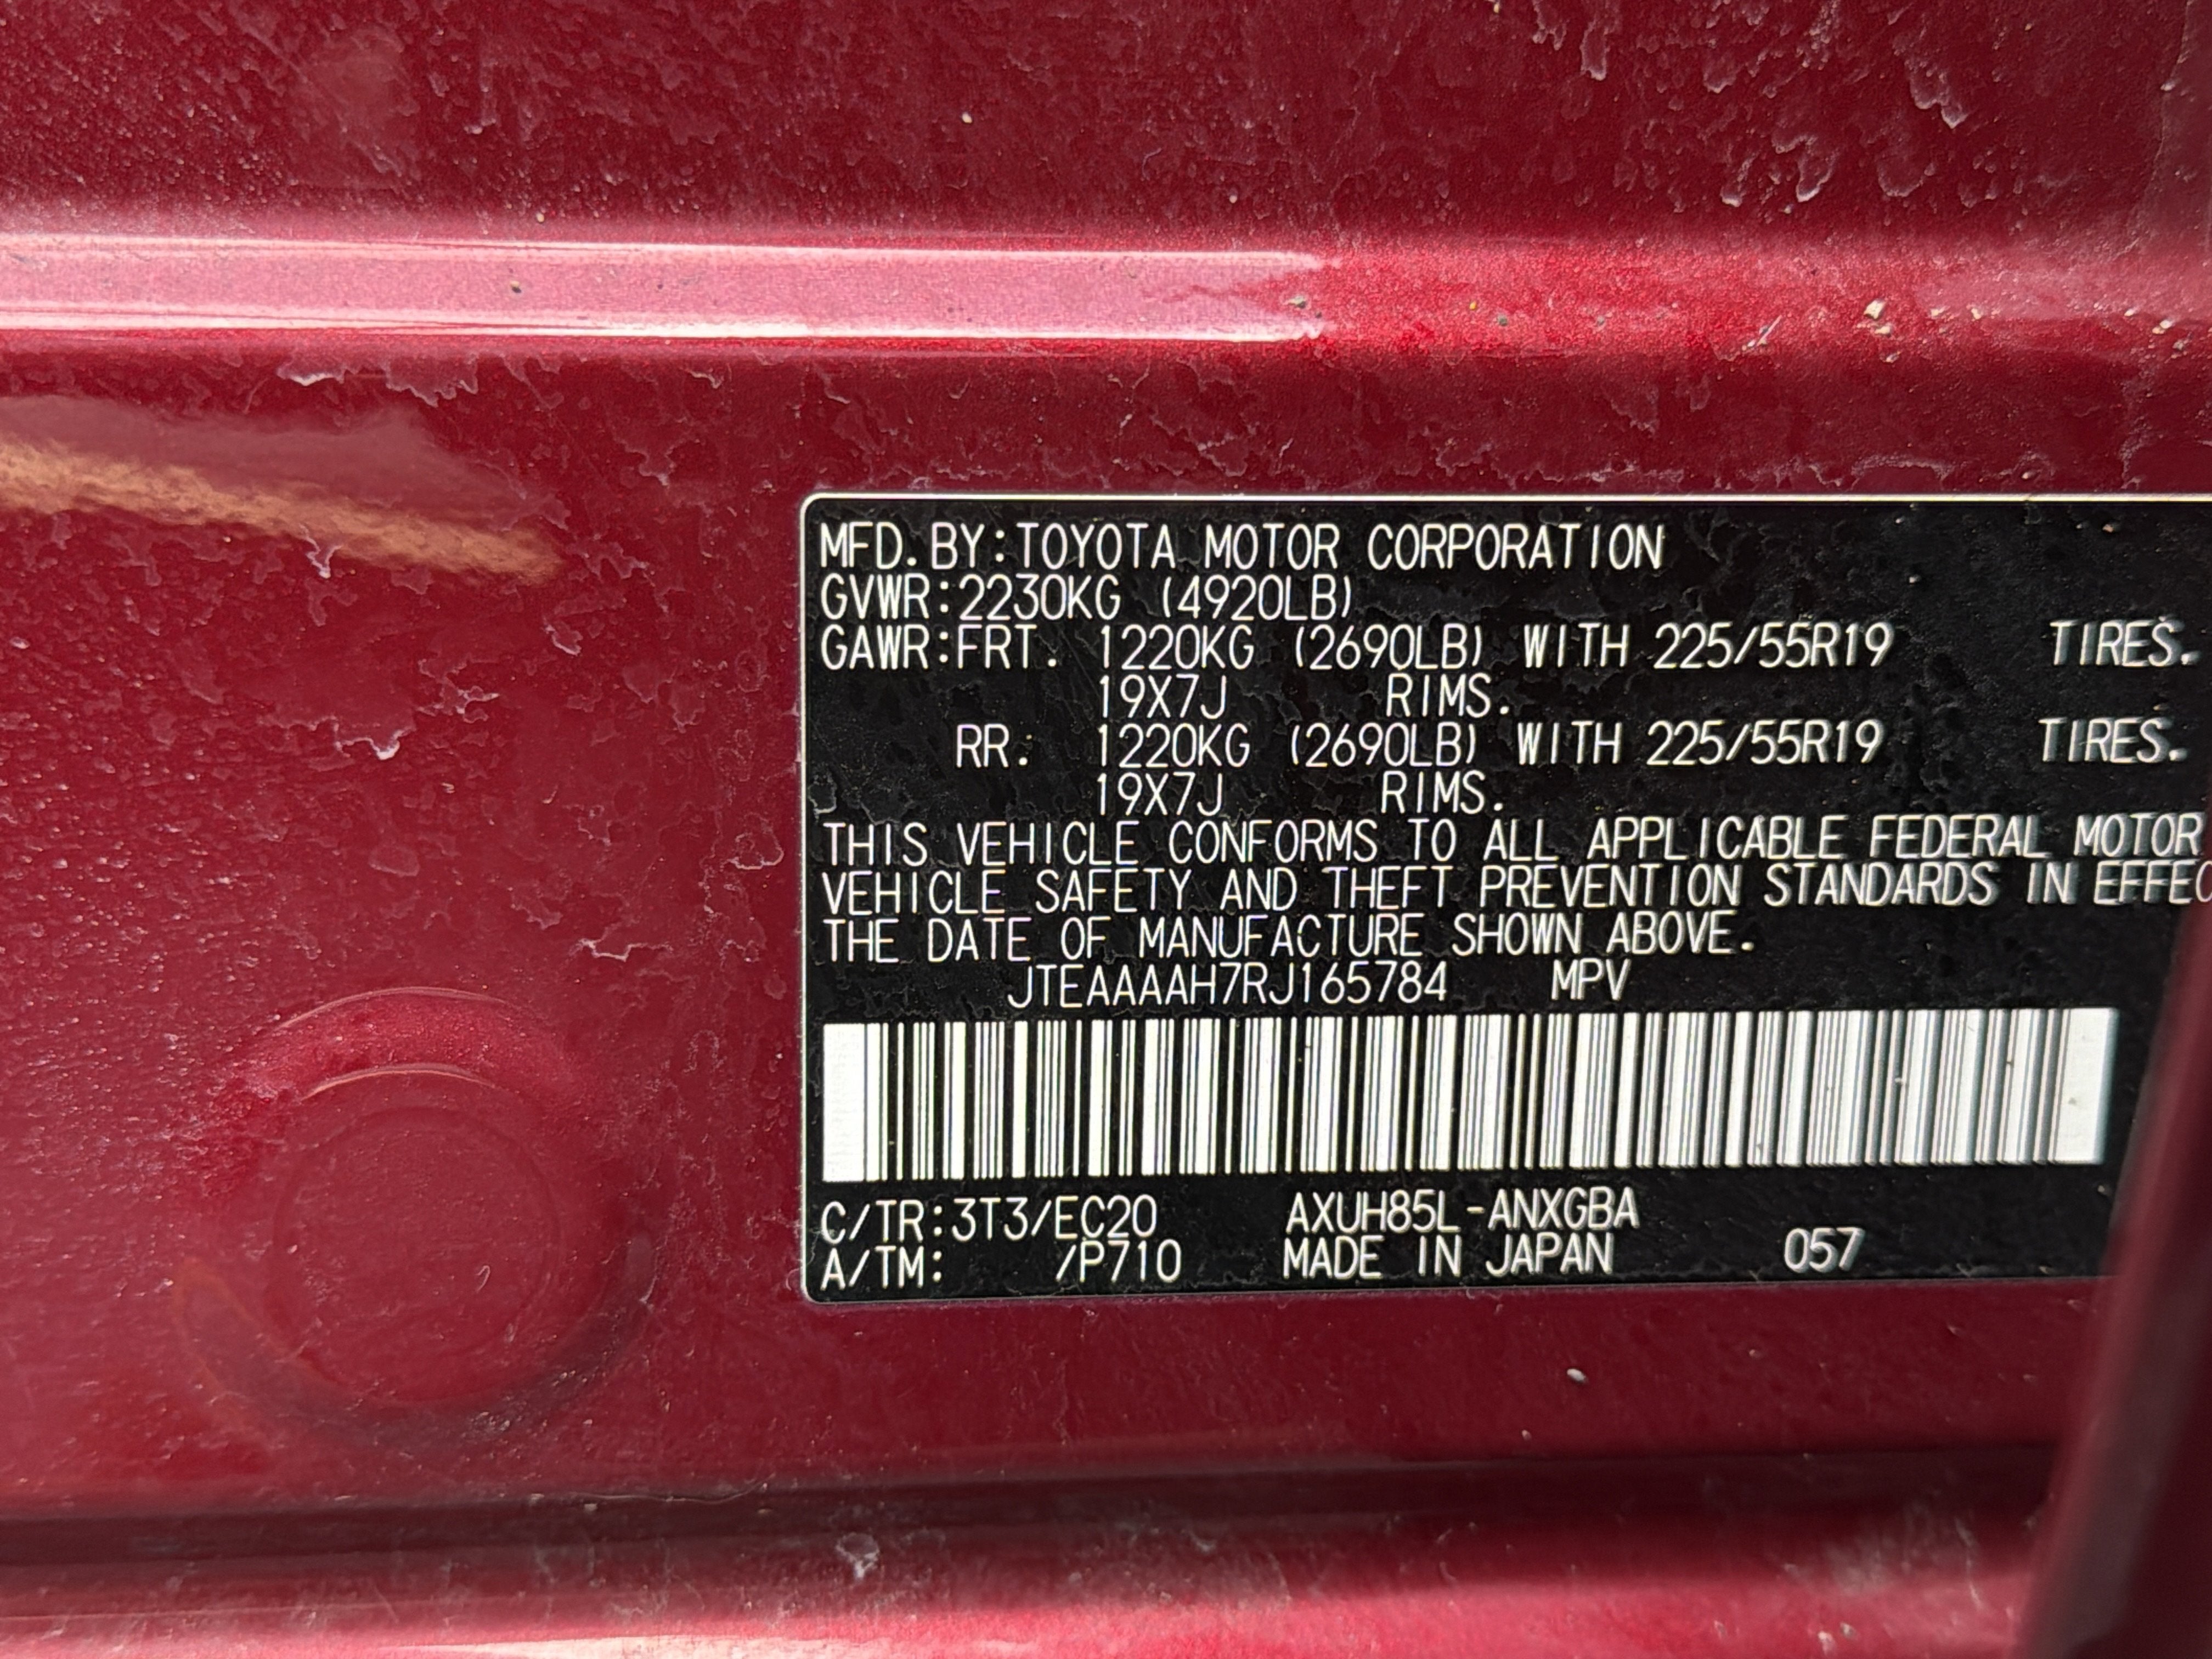 MFD.BY:TOYOTA MOTOR CORPORATION
GVWR:2230KG (4920LB)
GAWR:FRT. 1220KG (2690LB) WITH 225/55R19 TIRES.
19X7J RIMS.
RR: 1220KG (2690LB) WITH 225/55R19 TIRES.
19X7J RIMS.
THIS VEHICLE CONFORMS TO ALL APPLICABLE FEDERAL MOTOR
VEHICLE SAFETY AND THEFT PREVENTION STANDARDS IN EFFEC
THE DATE OF MANUFACTURE SHOWN ABOVE.
JTEAAAAH7RJ165784 MPV
C/TR:3T3/EC20 AXUH85L-ANXGBA
A/TM: /P710 MADE IN JAPAN 057